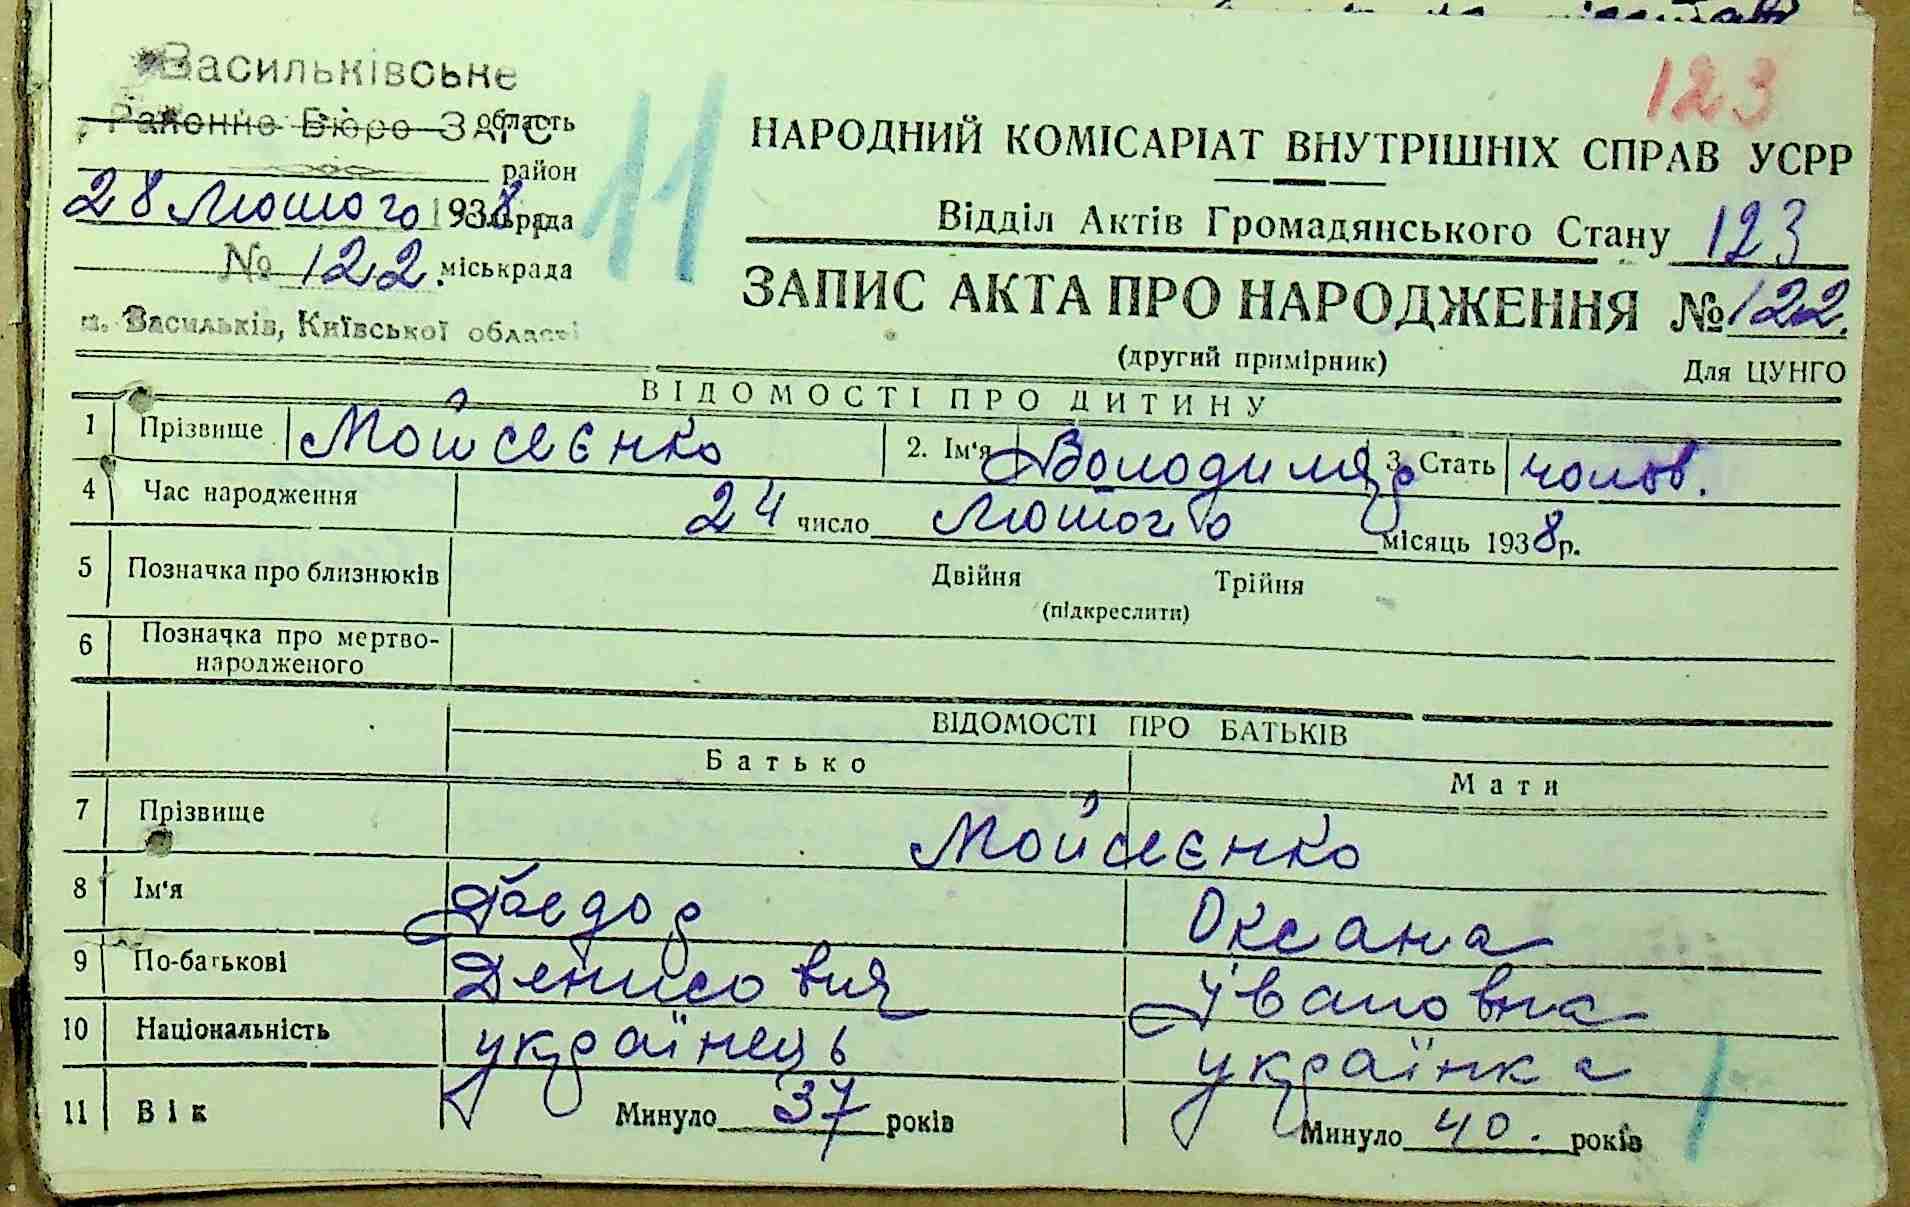 Васильківське
Районне Бюро ЗАГС область
район
28 Лютого 1938 сільрада
№ 122. міськрада
м. Васильків, Київської області
11
123
НАРОДНИЙ КОМІСАРІАТ ВНУТРІШНІХ СПРАВ УСРР
Відділ Актів Громадянського Стану 123
ЗАПИС АКТА ПРО НАРОДЖЕННЯ № 122.
(другий примірник) Для ЦУНГО
ВІДОМОСТІ ПРО ДИТИНУ
1 Прізвище Мойсеєнко 2. Ім'я Володимир 3. Стать чолов.
4 Час народження 24 число Лютого місяць 1938 р.
5 Позначка про близнюків Двійня Трійня
(підкреслити)
6 Позначка про мертво-
народженого
ВІДОМОСТІ ПРО БАТЬКІВ
Батько Мати
7 Прізвище Мойсеєнко
8 Ім'я Федор Оксана
9 По-батькові Денисович Івановна
10 Національність українець українка
11 Вік Минуло 37 років Минуло 40. років